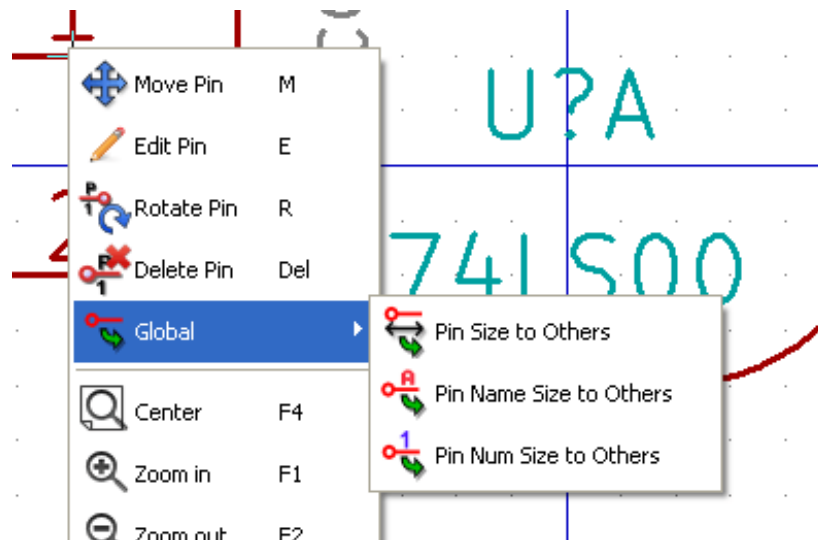 U?A
74LS00
2
Move Pin M
Edit Pin E
Rotate Pin R
Delete Pin Del
Global
Pin Size to Others
Pin Name Size to Others
Pin Num Size to Others
Center F4
Zoom in F1
Zoom out F2